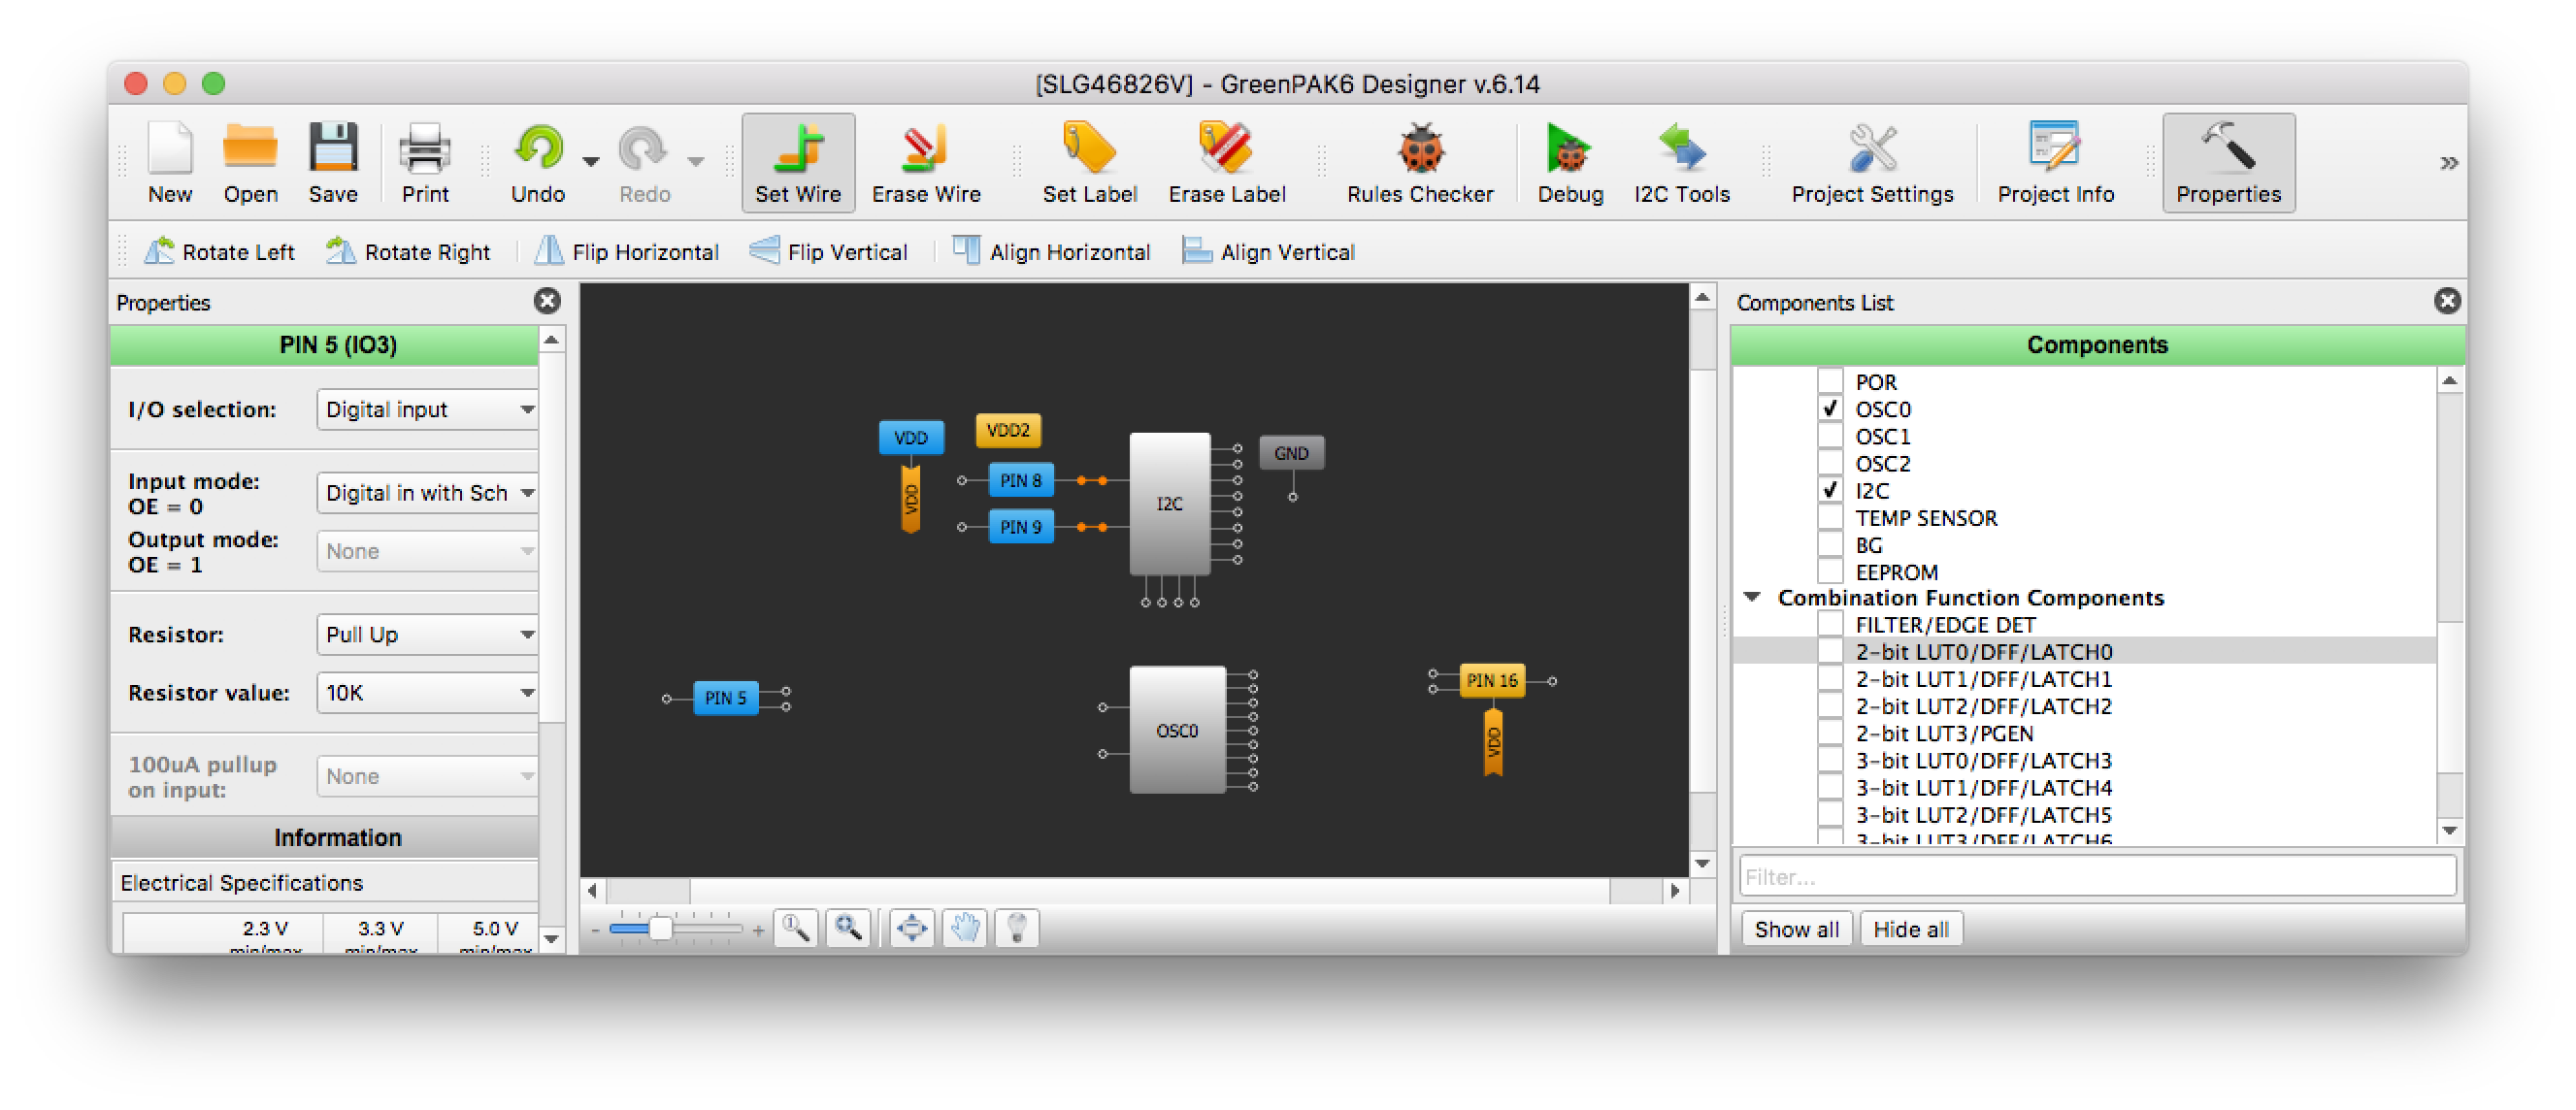 [SLG46826V] - GreenPAK6 Designer v.6.14
New Open Save Print Undo Redo Set Wire Erase Wire Set Label Erase Label Rules Checker Debug I2C Tools Project Settings Project Info Properties »
Rotate Left Rotate Right Flip Horizontal Flip Vertical Align Horizontal Align Vertical
Properties
PIN 5 (IO3)
I/O selection: Digital input
Input mode:
OE = 0
Digital in with Sch
Output mode:
OE = 1
None
Resistor: Pull Up
Resistor value: 10K
100uA pullup
on input:
None
Information
Electrical Specifications
2.3 V 3.3 V 5.0 V
min/max min/max min/max
VDD
VDD
VDD2
PIN 8
PIN 9
I2C
GND
PIN 5
OSC0
PIN 16
VDD
- + 1
Components List
Components
POR
OSC0
OSC1
OSC2
I2C
TEMP SENSOR
BG
EEPROM
Combination Function Components
FILTER/EDGE DET
2-bit LUT0/DFF/LATCH0
2-bit LUT1/DFF/LATCH1
2-bit LUT2/DFF/LATCH2
2-bit LUT3/PGEN
3-bit LUT0/DFF/LATCH3
3-bit LUT1/DFF/LATCH4
3-bit LUT2/DFF/LATCH5
3-bit LUT3/DFF/LATCH6
Filter...
Show all Hide all